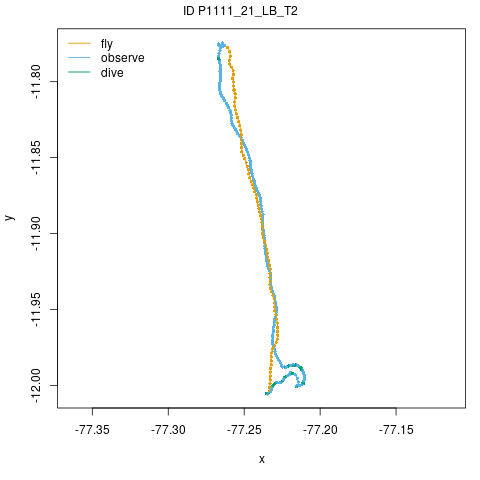 ID P1111_21_LB_T2
fly
observe
dive
y
-11.80
-11.85
-11.90
-11.95
-12.00
-77.35
-77.30
-77.25
-77.20
-77.15
x